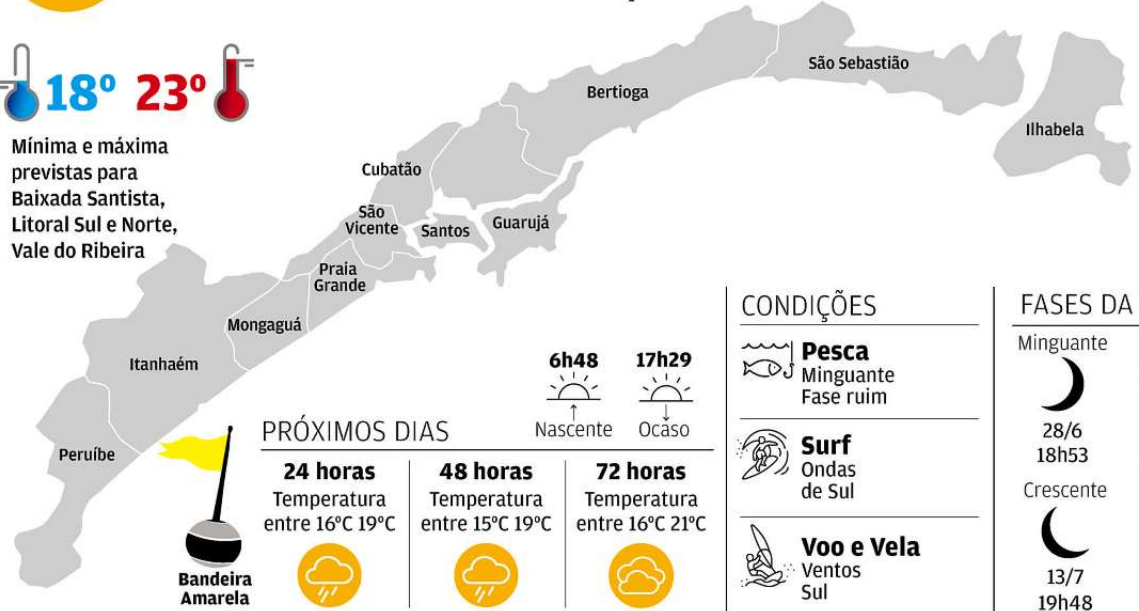 18º 23º
Mínima e máxima
previstas para
Baixada Santista,
Litoral Sul e Norte,
Vale do Ribeira
São Sebastião
Bertioga
Ilhabela
Cubatão
São
Vicente
Santos
Guarujá
Praia
Grande
Mongaguá
Itanhaém
Peruíbe
Bandeira
Amarela
6h48
Nascente
17h29
Ocaso
PRÓXIMOS DIAS
24 horas
Temperatura
entre 16ºC 19ºC
48 horas
Temperatura
entre 15ºC 19ºC
72 horas
Temperatura
entre 16ºC 21ºC
CONDIÇÕES
Pesca
Minguante
Fase ruim
Surf
Ondas
de Sul
Voo e Vela
Ventos
Sul
FASES DA
Minguante
28/6
18h53
Crescente
13/7
19h48